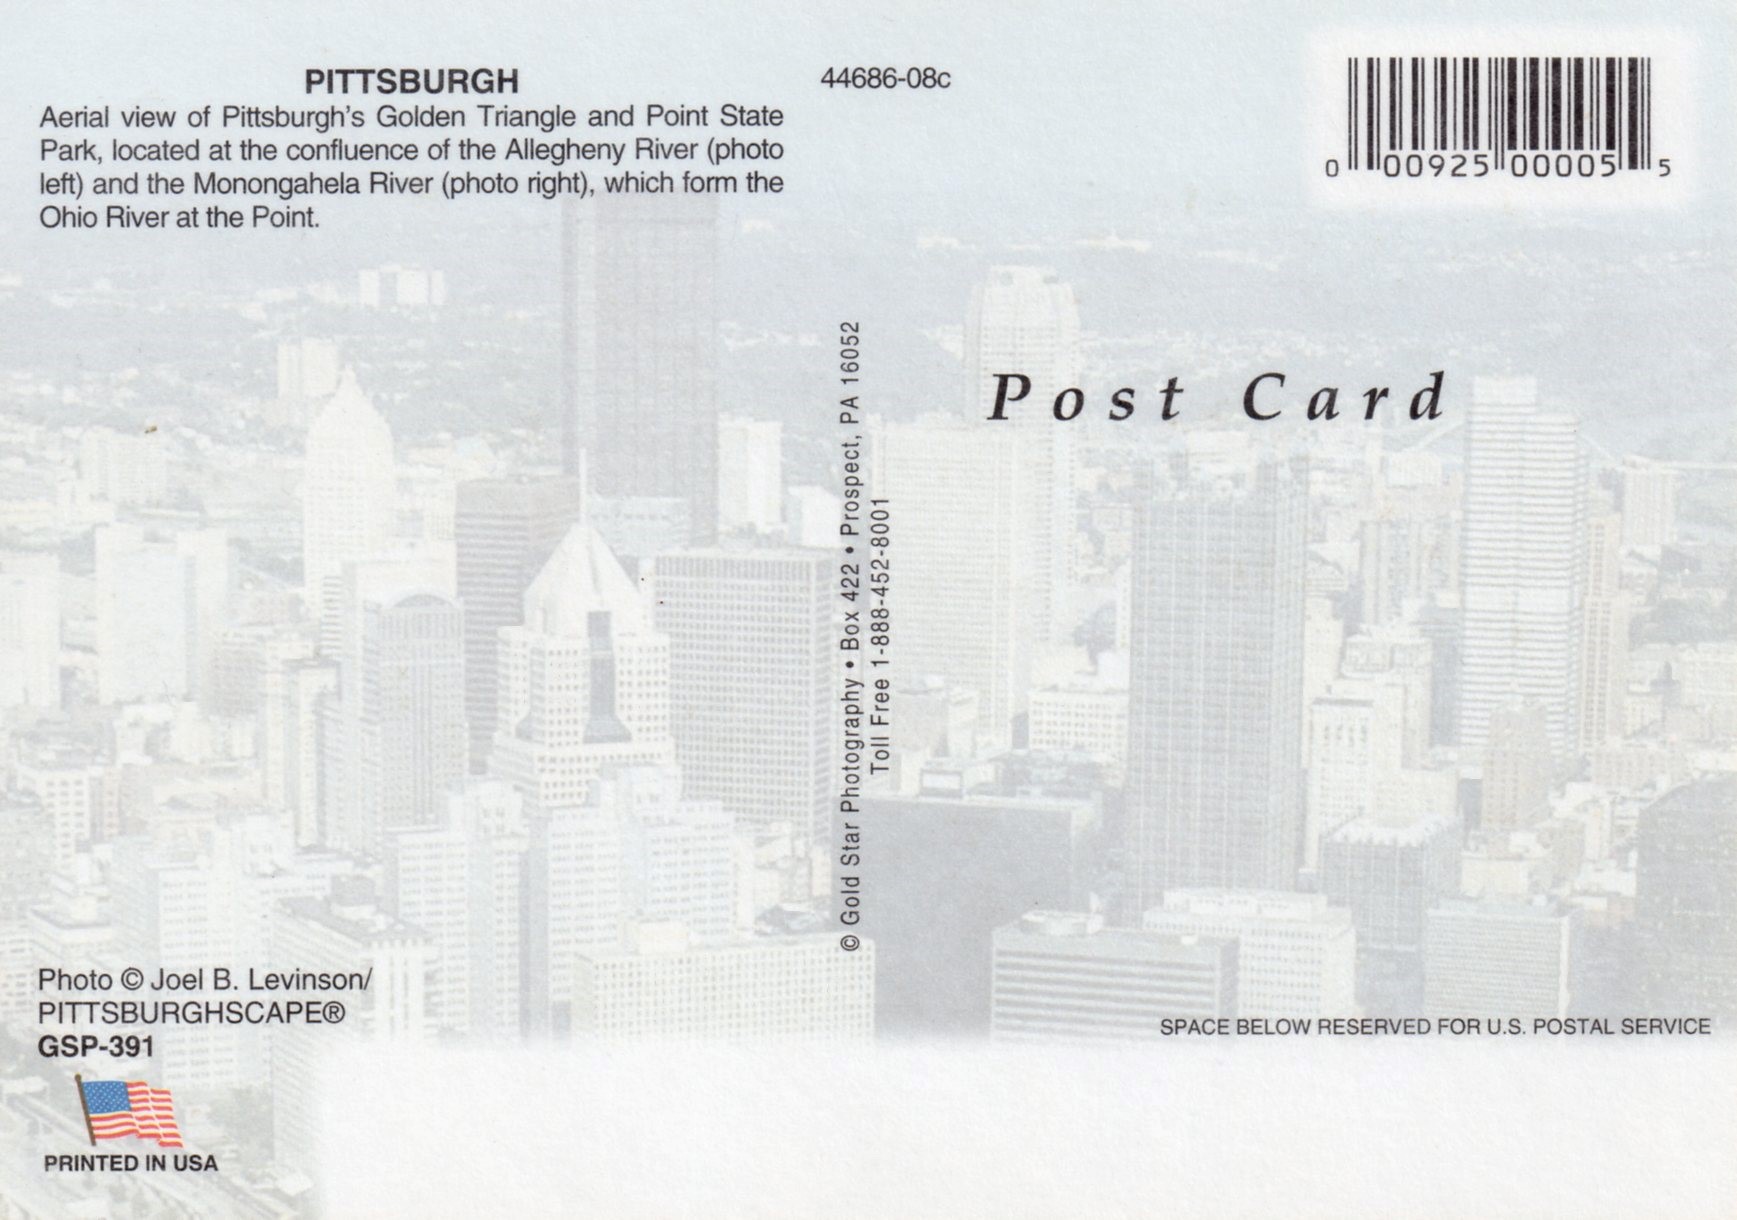 PITTSBURGH
Aerial view of Pittsburgh's Golden Triangle and Point State
Park, located at the confluence of the Allegheny River (photo
left) and the Monongahela River (photo right), which form the
Ohio River at the Point.
44686-08c
0 00925 00005 5
© Gold Star Photography • Box 422 • Prospect, PA 16052
Toll Free 1-888-452-8001
Post Card
Photo © Joel B. Levinson/
PITTSBURGHSCAPE®
GSP-391
PRINTED IN USA
SPACE BELOW RESERVED FOR U.S. POSTAL SERVICE